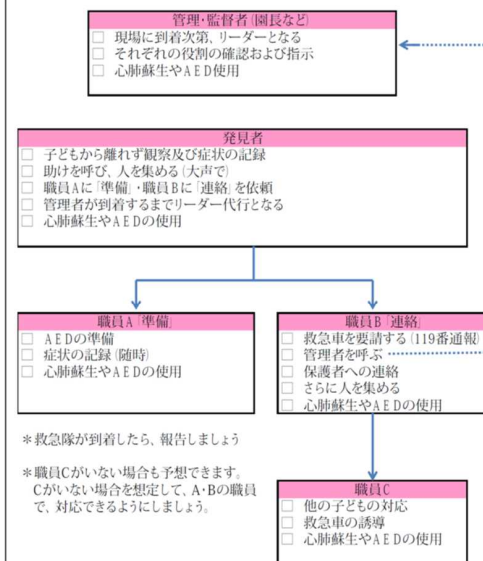 管理・監督者(園長など)
□ 現場に到着次第、リーダーとなる
□ それぞれの役割の確認および指示
□ 心肺蘇生やAED使用
発見者
□ 子どもから離れず観察及び症状の記録
□ 助けを呼び、人を集める(大声で)
□ 職員Aに「準備」・職員Bに「連絡」を依頼
□ 管理者が到着するまでリーダー代行となる
□ 心肺蘇生やAEDの使用
職員A「準備」
□ AEDの準備
□ 症状の記録(随時)
□ 心肺蘇生やAEDの使用
職員B「連絡」
□ 救急車を要請する(119番通報)
□ 管理者を呼ぶ
□ 保護者への連絡
□ さらに人を集める
□ 心肺蘇生やAEDの使用
*救急隊が到着したら、報告しましょう
*職員Cがいない場合も予想できます。
Cがいない場合を想定して、A・Bの職員
で、対応できるようにしましょう。
職員C
□ 他の子どもの対応
□ 救急車の誘導
□ 心肺蘇生やAEDの使用